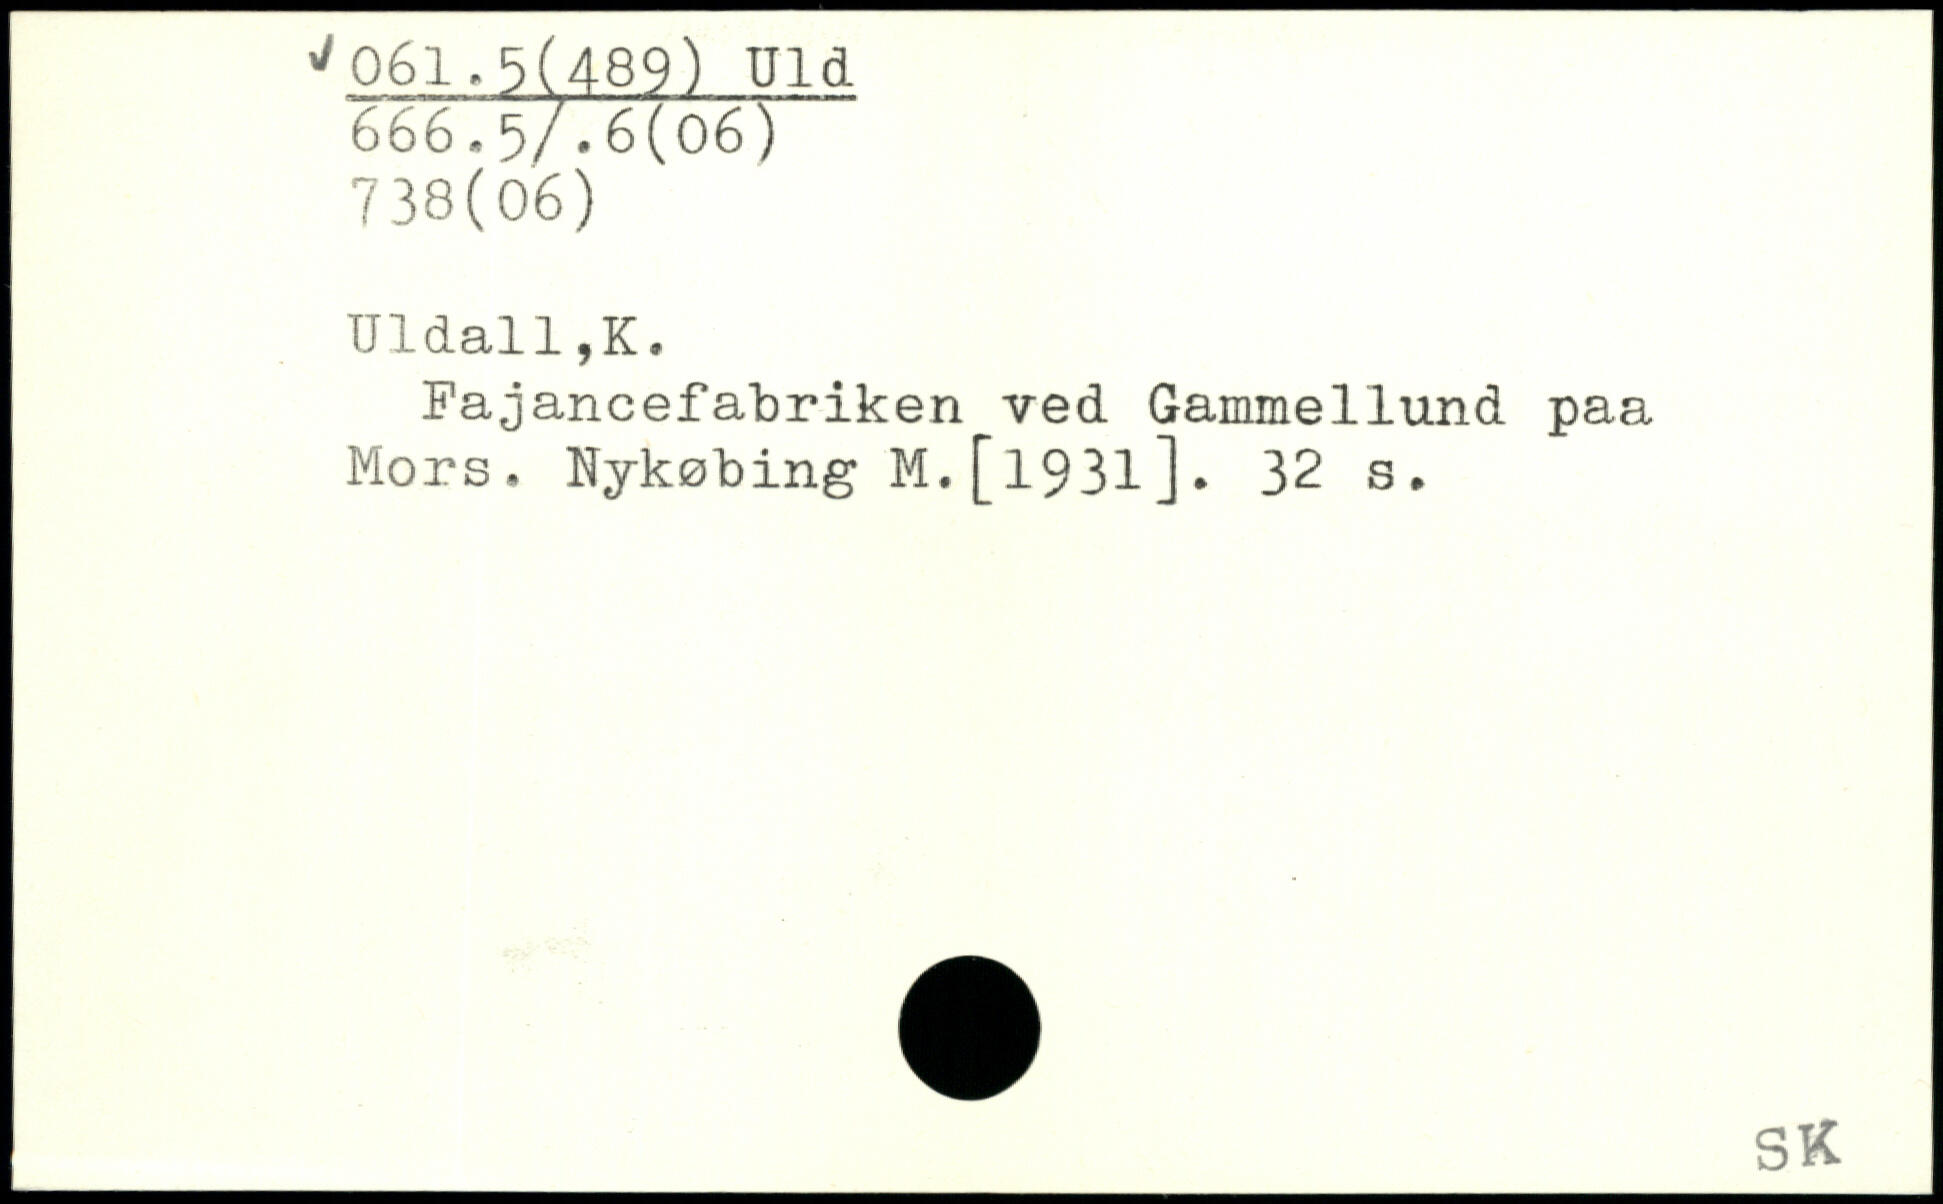 ✓ 061.5(489) Uld
666.5/.6(06)
738(06)
Uldall,K.
Fajancefabriken ved Gammellund paa
Mors. Nykøbing M.[1931]. 32 s.
SK